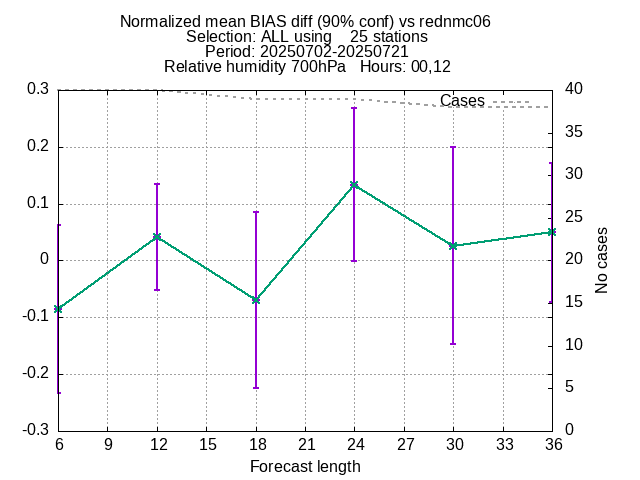 Normalized mean BIAS diff (90% conf) vs rednmc06
Selection: ALL using    25 stations
Period: 20250702-20250721
Relative humidity 700hPa   Hours: 00,12
0.3
0.2
0.1
0
-0.1
-0.2
-0.3
Cases
40
35
30
25
20
15
10
5
0
No cases
6 9 12 15 18 21 24 27 30 33 36
Forecast length